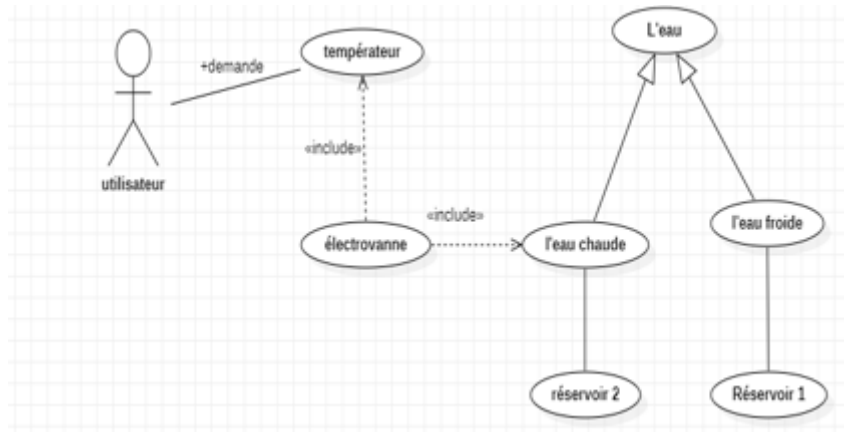 L'eau
températeur
+demande
«include»
utilisateur
«include»
électrovanne
l'eau chaude
l'eau froide
réservoir 2
Réservoir 1